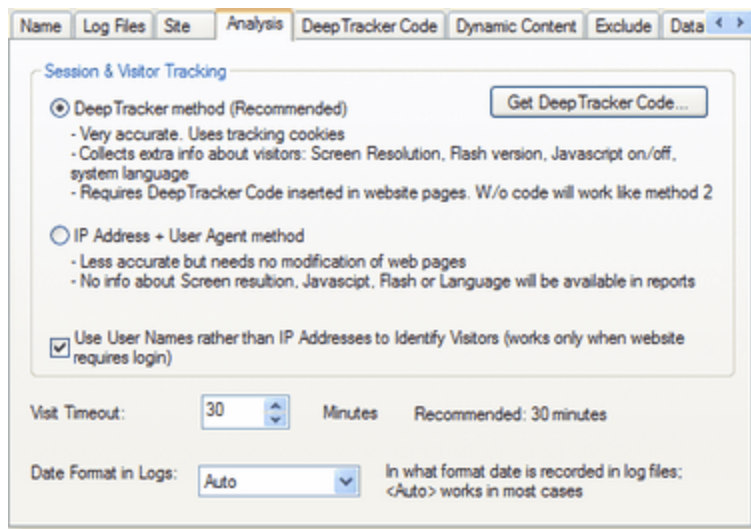 Name Log Files Site Analysis DeepTracker Code Dynamic Content Exclude Data
Session & Visitor Tracking
DeepTracker method (Recommended) Get DeepTracker Code...
- Very accurate. Uses tracking cookies
- Collects extra info about visitors: Screen Resolution, Flash version, Javascript on/off,
system language
- Requires DeepTracker Code inserted in website pages. W/o code will work like method 2
IP Address + User Agent method
- Less accurate but needs no modification of web pages
- No info about Screen resultion, Javascipt, Flash or Language will be available in reports
Use User Names rather than IP Addresses to Identify Visitors (works only when website
requires login)
Visit Timeout: 30 Minutes Recommended: 30 minutes
Date Format in Logs: Auto In what format date is recorded in log files;
<Auto> works in most cases